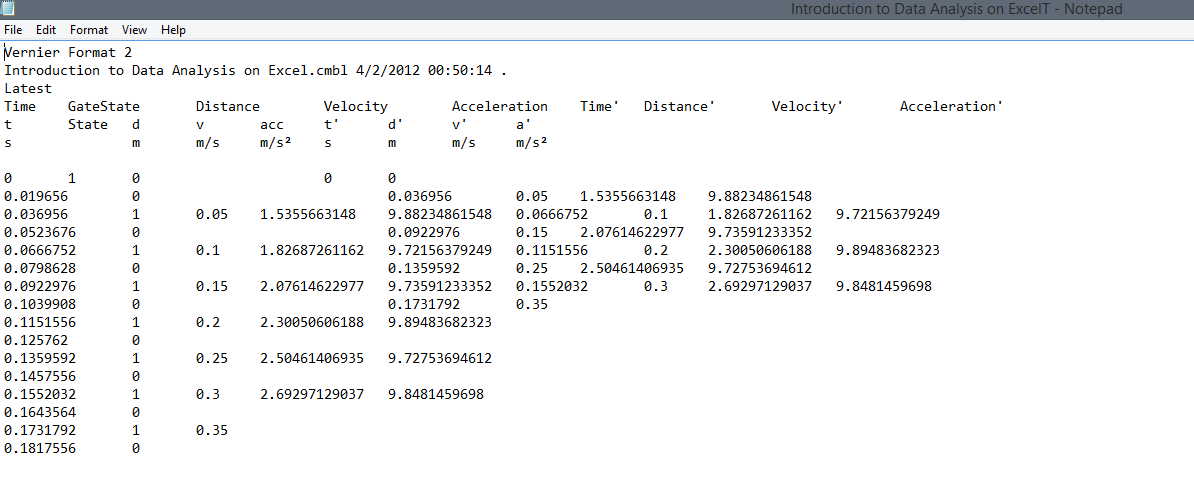 Introduction to Data Analysis on ExcelT - Notepad
File Edit Format View Help
Vernier Format 2
Introduction to Data Analysis on Excel.cmbl 4/2/2012 00:50:14 .
Latest
Time GateState Distance Velocity Acceleration Time' Distance' Velocity' Acceleration'
t State d v acc t' d' v' a'
s m m/s m/s² s m m/s m/s²
0 1 0 0 0
0.019656 0 0.036956 0.05 1.5355663148 9.88234861548
0.036956 1 0.05 1.5355663148 9.88234861548 0.0666752 0.1 1.82687261162 9.72156379249
0.0523676 0 0.0922976 0.15 2.07614622977 9.73591233352
0.0666752 1 0.1 1.82687261162 9.72156379249 0.1151556 0.2 2.30050606188 9.89483682323
0.0798628 0 0.1359592 0.25 2.50461406935 9.72753694612
0.0922976 1 0.15 2.07614622977 9.73591233352 0.1552032 0.3 2.69297129037 9.8481459698
0.1039908 0 0.1731792 0.35
0.1151556 1 0.2 2.30050606188 9.89483682323
0.125762 0
0.1359592 1 0.25 2.50461406935 9.72753694612
0.1457556 0
0.1552032 1 0.3 2.69297129037 9.8481459698
0.1643564 0
0.1731792 1 0.35
0.1817556 0